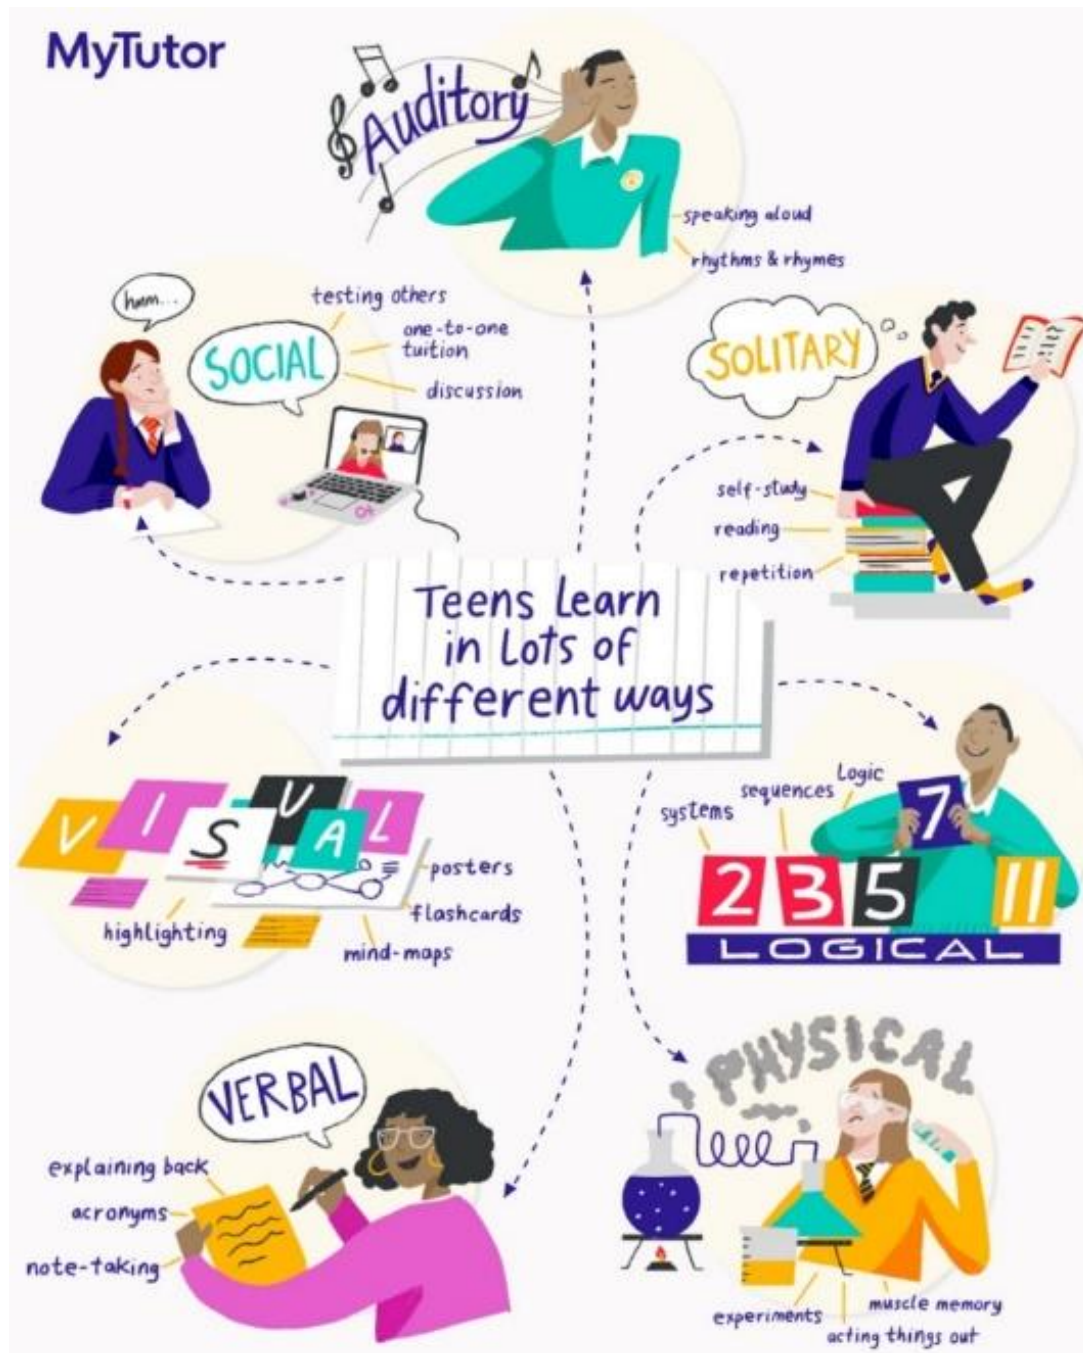 MyTutor
Auditory
speaking aloud
rhythms & rhymes
hmm...
SOCIAL
testing others
one-to-one
tuition
discussion
SOLITARY
self-study
reading
repetition
Teens Learn
in Lots of
different ways
VISUAL
highlighting
posters
flashcards
mind-maps
systems
sequences
Logic
7
2 3 5 11
LOGICAL
VERBAL
explaining back
acronyms
note-taking
PHYSICAL
experiments
muscle memory
acting things out